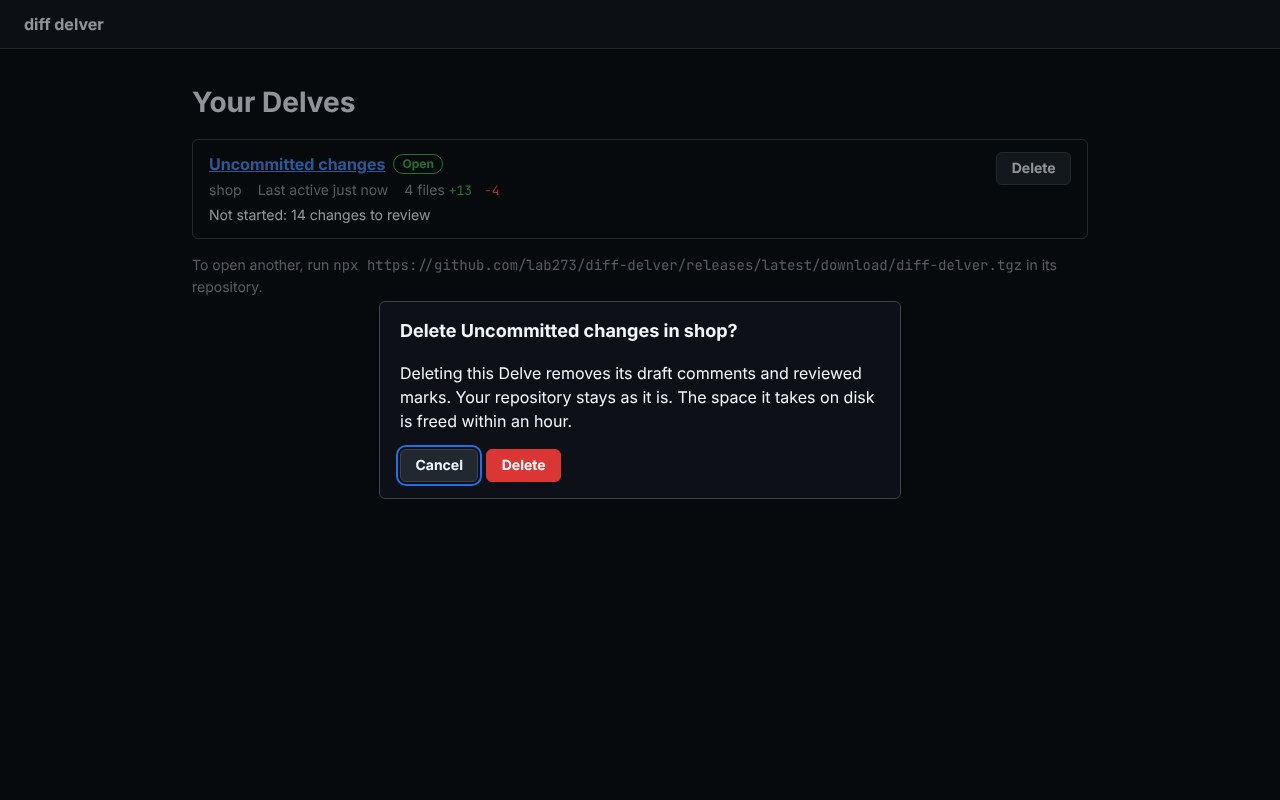 diff delver
Your Delves
Uncommitted changes Open
Delete
shop Last active just now 4 files +13 -4
Not started: 14 changes to review
To open another, run npx https://github.com/lab273/diff-delver/releases/latest/download/diff-delver.tgz in its
repository.
Delete Uncommitted changes in shop?
Deleting this Delve removes its draft comments and reviewed
marks. Your repository stays as it is. The space it takes on disk
is freed within an hour.
Cancel Delete